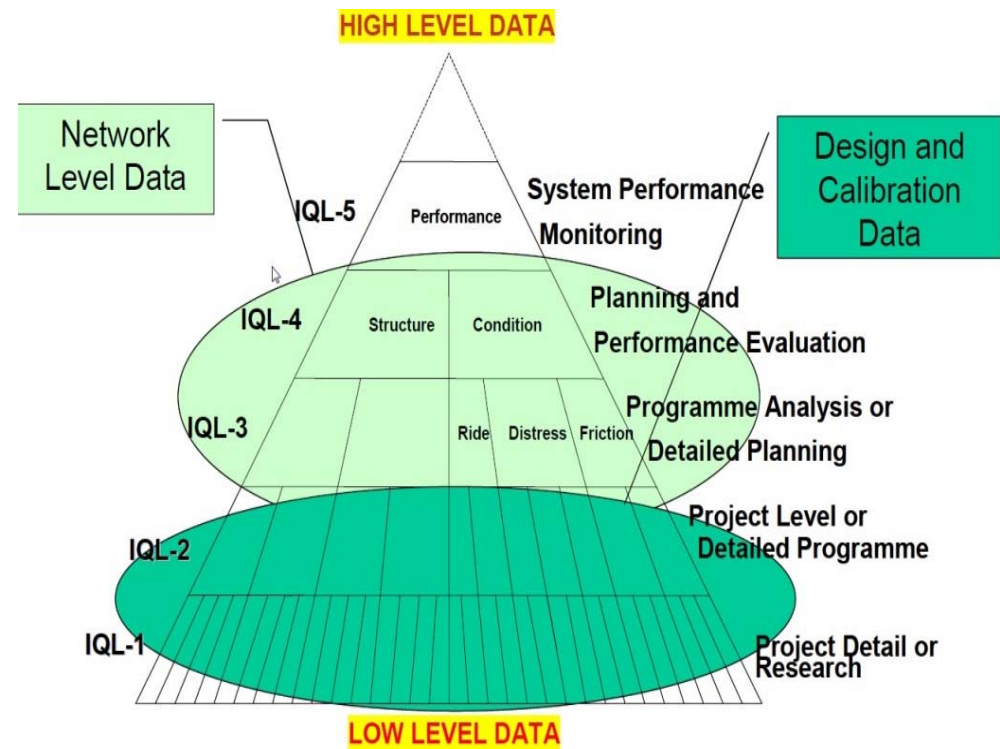 HIGH LEVEL DATA
Network
Level Data
Design and
Calibration
Data
IQL-5
Performance
System Performance
Monitoring
IQL-4
Structure
Condition
Planning and
Performance Evaluation
IQL-3
Ride
Distress
Friction
Programme Analysis or
Detailed Planning
IQL-2
Project Level or
Detailed Programme
IQL-1
Project Detail or
Research
LOW LEVEL DATA